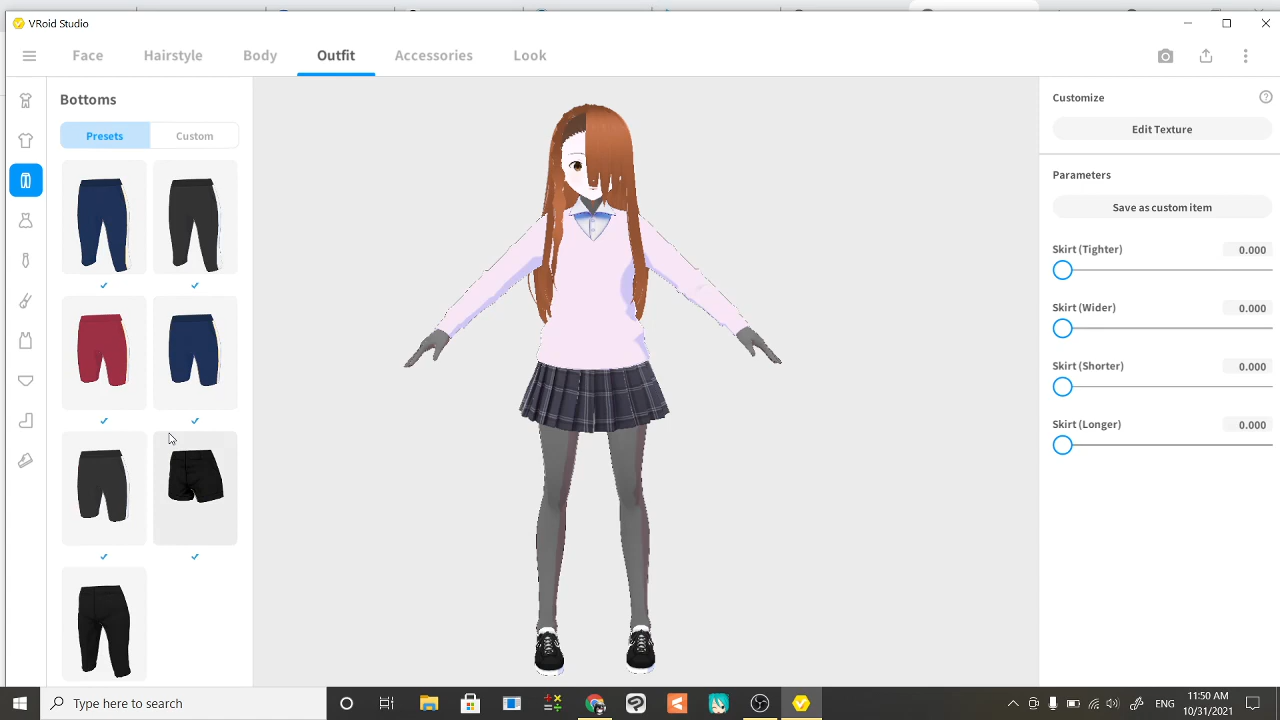 VRoid Studio
Face Hairstyle Body Outfit Accessories Look
Bottoms
Presets Custom
Customize
Edit Texture
Parameters
Save as custom item
Skirt (Tighter) 0.000
Skirt (Wider) 0.000
Skirt (Shorter) 0.000
Skirt (Longer) 0.000
Type here to search
ENG
11:50 AM
10/31/2021